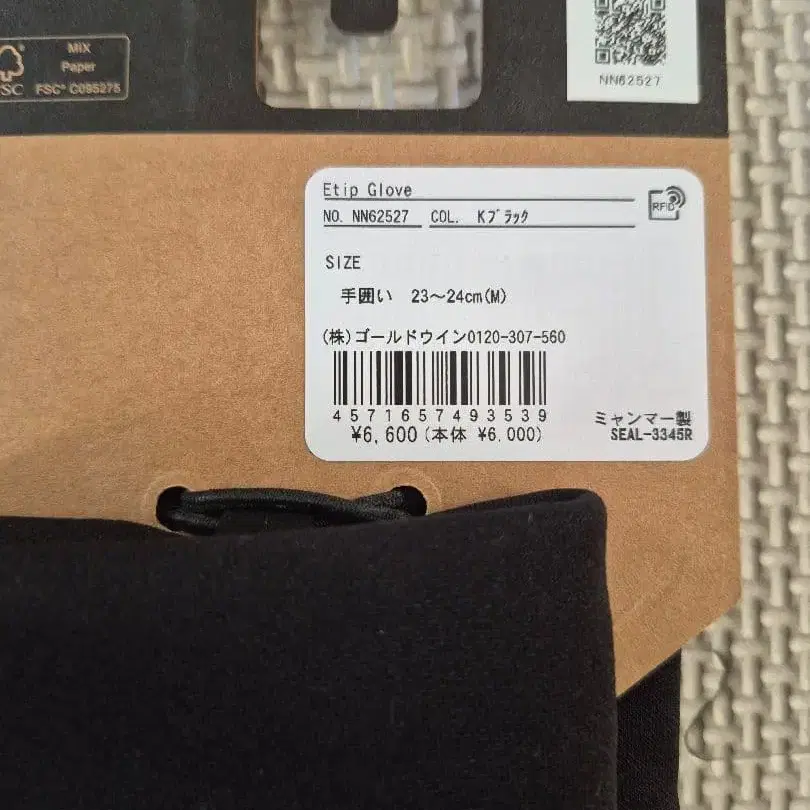 MIX
Paper
FSC
FSC® C095275
NN62527
Etip Glove
RFID
NO. NN62527 COL. Kブラック
SIZE
手囲い 23～24cm(M)
(株)ゴールドウイン0120-307-560
4571657493539
¥6,600(本体 ¥6,000)
ミャンマー製
SEAL-3345R